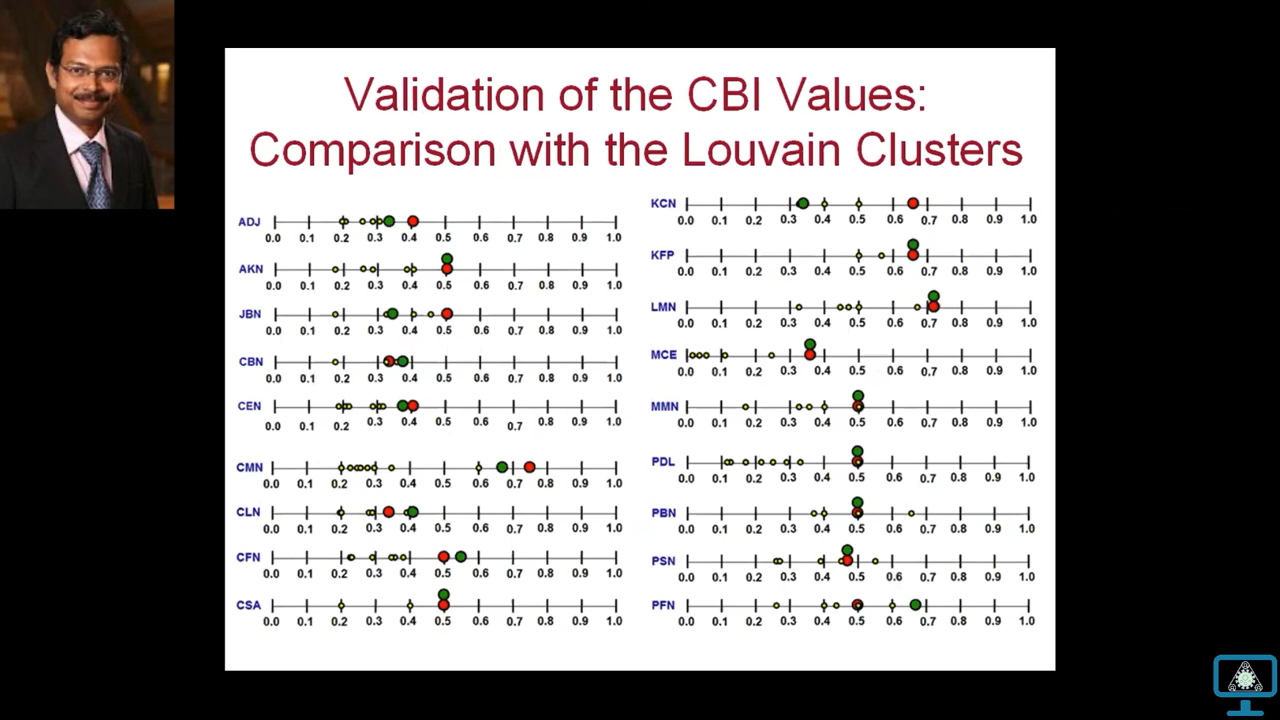 Validation of the CBI Values:
Comparison with the Louvain Clusters
ADJ
0.0 0.1 0.2 0.3 0.4 0.5 0.6 0.7 0.8 0.9 1.0
AKN
0.0 0.1 0.2 0.3 0.4 0.5 0.6 0.7 0.8 0.9 1.0
JBN
0.0 0.1 0.2 0.3 0.4 0.5 0.6 0.7 0.8 0.9 1.0
CBN
0.0 0.1 0.2 0.3 0.4 0.5 0.6 0.7 0.8 0.9 1.0
CEN
0.0 0.1 0.2 0.3 0.4 0.5 0.6 0.7 0.8 0.9 1.0
CMN
0.0 0.1 0.2 0.3 0.4 0.5 0.6 0.7 0.8 0.9 1.0
CLN
0.0 0.1 0.2 0.3 0.4 0.5 0.6 0.7 0.8 0.9 1.0
CFN
0.0 0.1 0.2 0.3 0.4 0.5 0.6 0.7 0.8 0.9 1.0
CSA
0.0 0.1 0.2 0.3 0.4 0.5 0.6 0.7 0.8 0.9 1.0
KCN
0.0 0.1 0.2 0.3 0.4 0.5 0.6 0.7 0.8 0.9 1.0
KFP
0.0 0.1 0.2 0.3 0.4 0.5 0.6 0.7 0.8 0.9 1.0
LMN
0.0 0.1 0.2 0.3 0.4 0.5 0.6 0.7 0.8 0.9 1.0
MCE
0.0 0.1 0.2 0.3 0.4 0.5 0.6 0.7 0.8 0.9 1.0
MMN
0.0 0.1 0.2 0.3 0.4 0.5 0.6 0.7 0.8 0.9 1.0
PDL
0.0 0.1 0.2 0.3 0.4 0.5 0.6 0.7 0.8 0.9 1.0
PBN
0.0 0.1 0.2 0.3 0.4 0.5 0.6 0.7 0.8 0.9 1.0
PSN
0.0 0.1 0.2 0.3 0.4 0.5 0.6 0.7 0.8 0.9 1.0
PFN
0.0 0.1 0.2 0.3 0.4 0.5 0.6 0.7 0.8 0.9 1.0